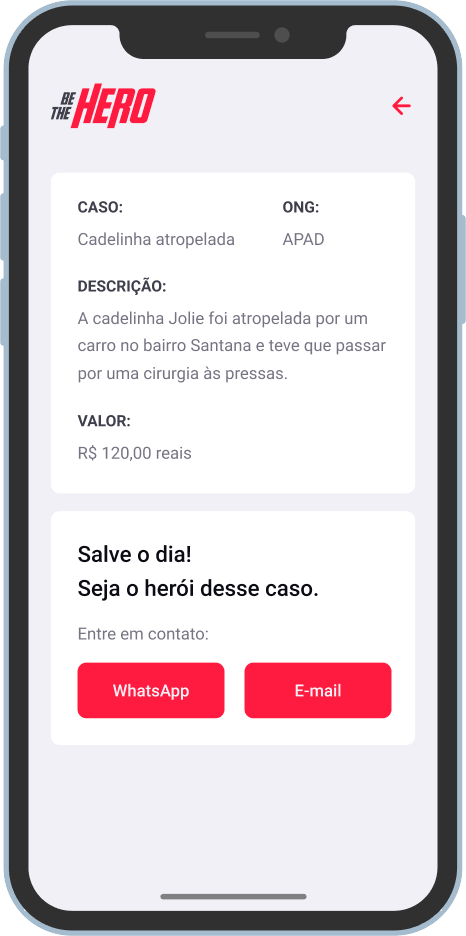 BE
THE HERO
CASO: ONG:
Cadelinha atropelada APAD
DESCRIÇÃO:
A cadelinha Jolie foi atropelada por um
carro no bairro Santana e teve que passar
por uma cirurgia às pressas.
VALOR:
R$ 120,00 reais
Salve o dia!
Seja o herói desse caso.
Entre em contato:
WhatsApp E-mail